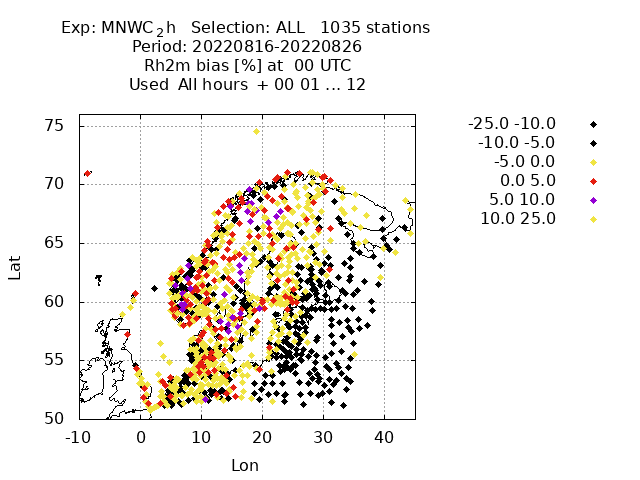 Exp: MNWC_2h   Selection: ALL   1035 stations
Period: 20220816-20220826
Rh2m bias [%] at  00 UTC
Used  All hours  + 00 01 ... 12
-25.0 -10.0
-10.0 -5.0
-5.0 0.0
0.0 5.0
5.0 10.0
10.0 25.0
75
70
65
60
55
50
Lat
-10 0 10 20 30 40
Lon